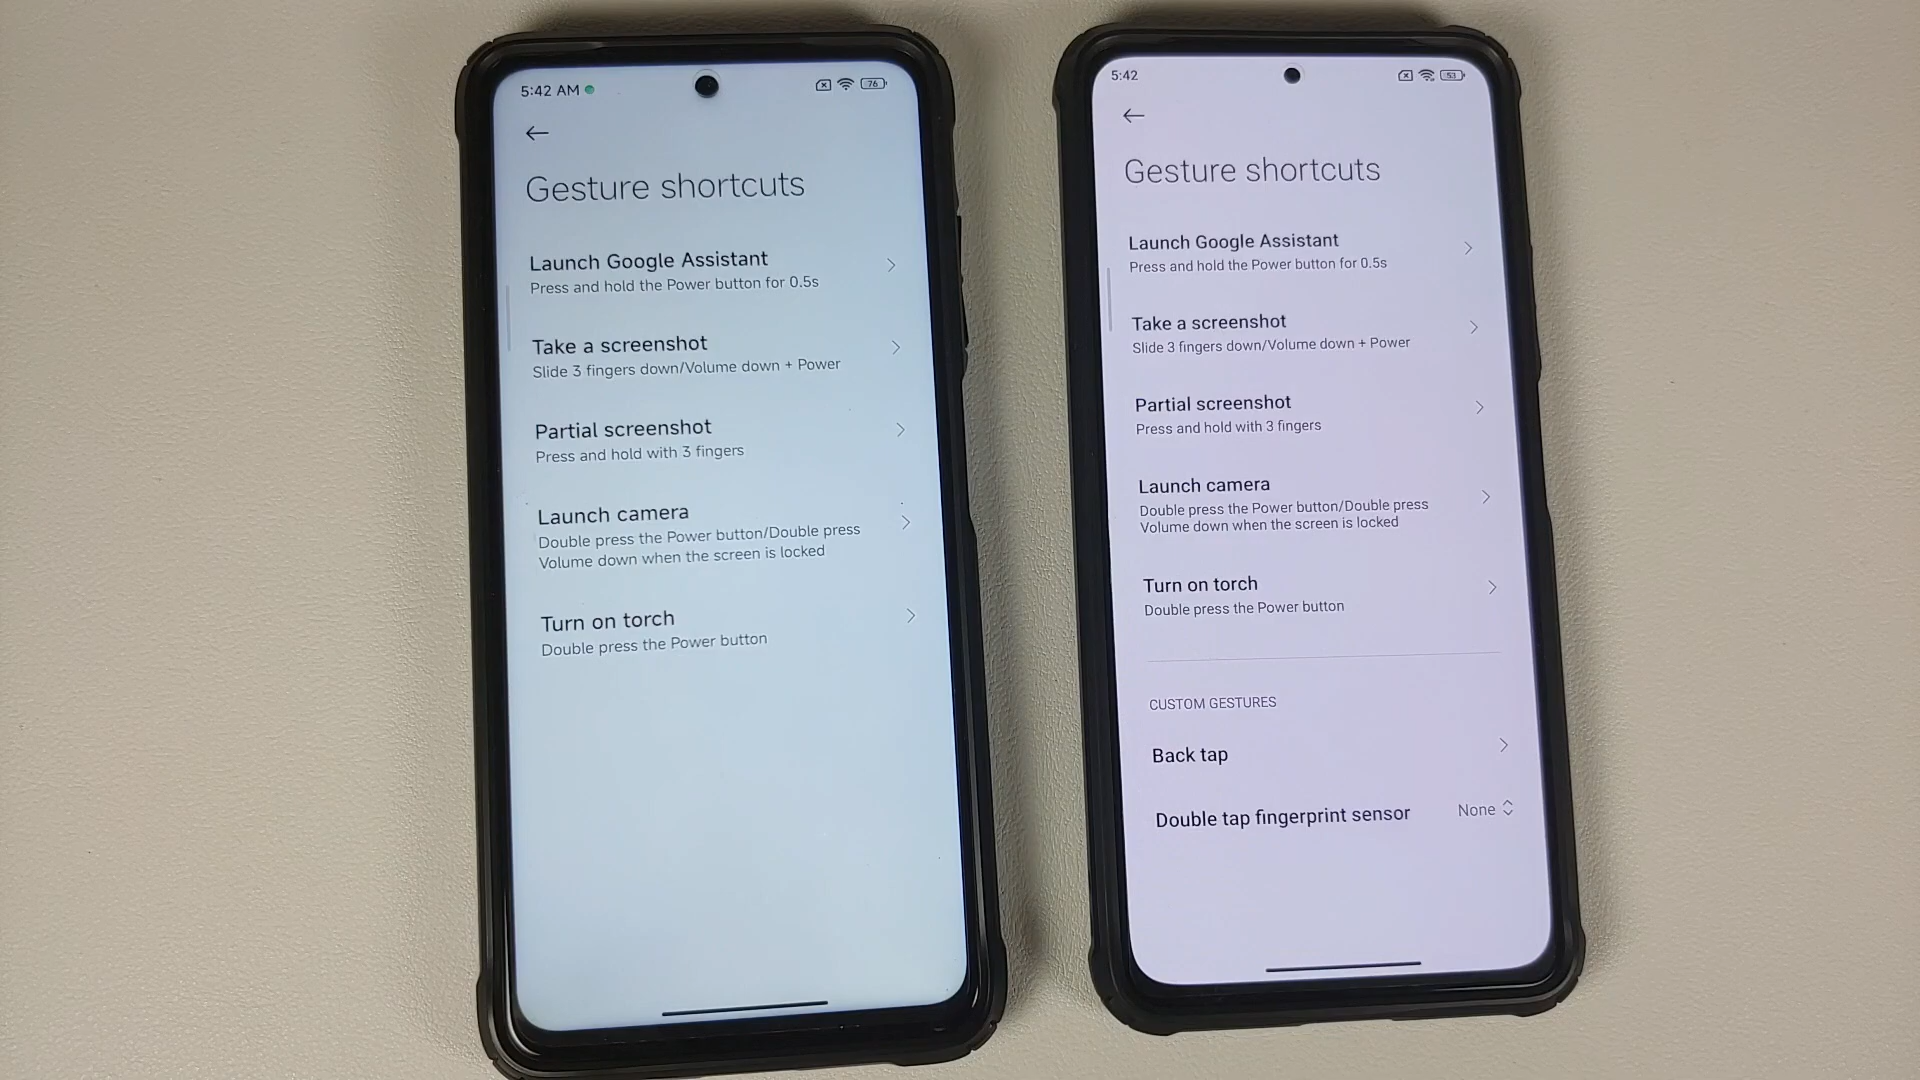 5:42 AM
76
Gesture shortcuts
Launch Google Assistant
Press and hold the Power button for 0.5s
Take a screenshot
Slide 3 fingers down/Volume down + Power
Partial screenshot
Press and hold with 3 fingers
Launch camera
Double press the Power button/Double press
Volume down when the screen is locked
Turn on torch
Double press the Power button
5:42
53
Gesture shortcuts
Launch Google Assistant
Press and hold the Power button for 0.5s
Take a screenshot
Slide 3 fingers down/Volume down + Power
Partial screenshot
Press and hold with 3 fingers
Launch camera
Double press the Power button/Double press
Volume down when the screen is locked
Turn on torch
Double press the Power button
CUSTOM GESTURES
Back tap
Double tap fingerprint sensor
None